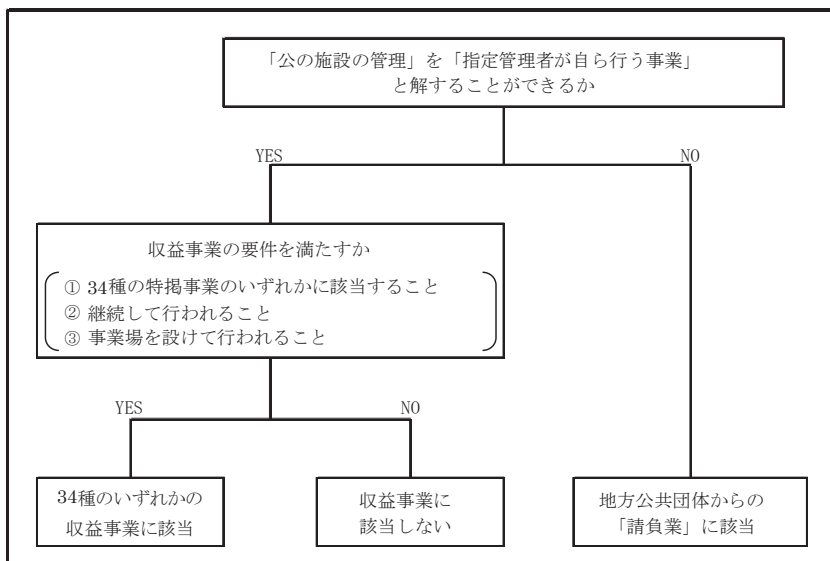 「公の施設の管理」を「指定管理者が自ら行う事業」
と解することができるか
YES
NO
収益事業の要件を満たすか
① 34種の特掲事業のいずれかに該当すること
② 継続して行われること
③ 事業場を設けて行われること
YES
NO
34種のいずれかの
収益事業に該当
収益事業に
該当しない
地方公共団体からの
「請負業」に該当